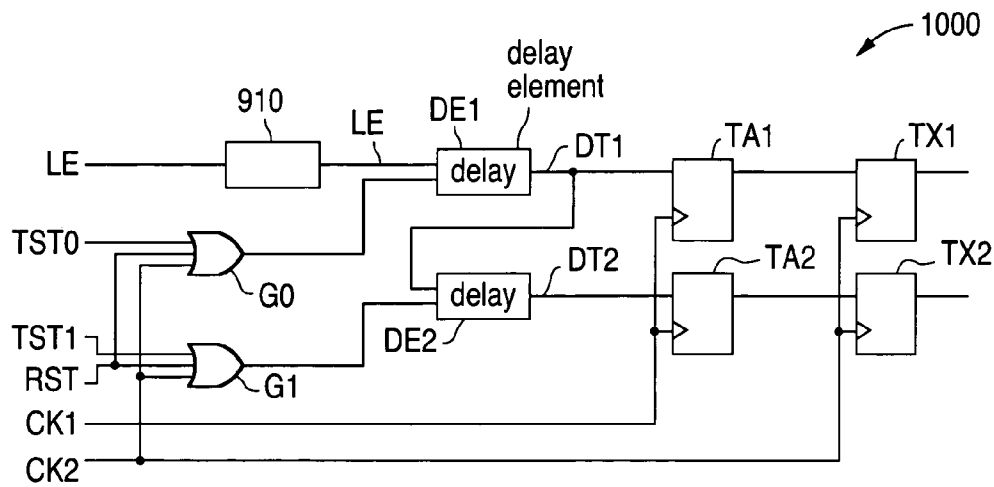 1000
delay
element
910
LE
DE1
LE
delay
DT1
TA1
TX1
TST0
G0
delay
DT2
TA2
TX2
DE2
TST1
RST
G1
CK1
CK2